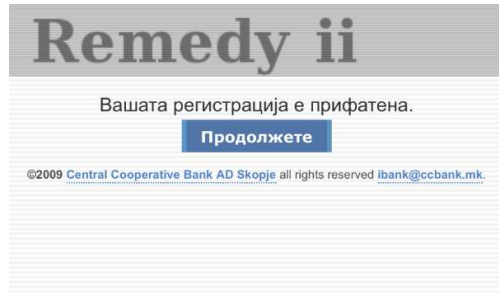 Remedy ii
Вашата регистрација е прифатена.
Продолжете
©2009 Central Cooperative Bank AD Skopje all rights reserved ibank@ccbank.mk.